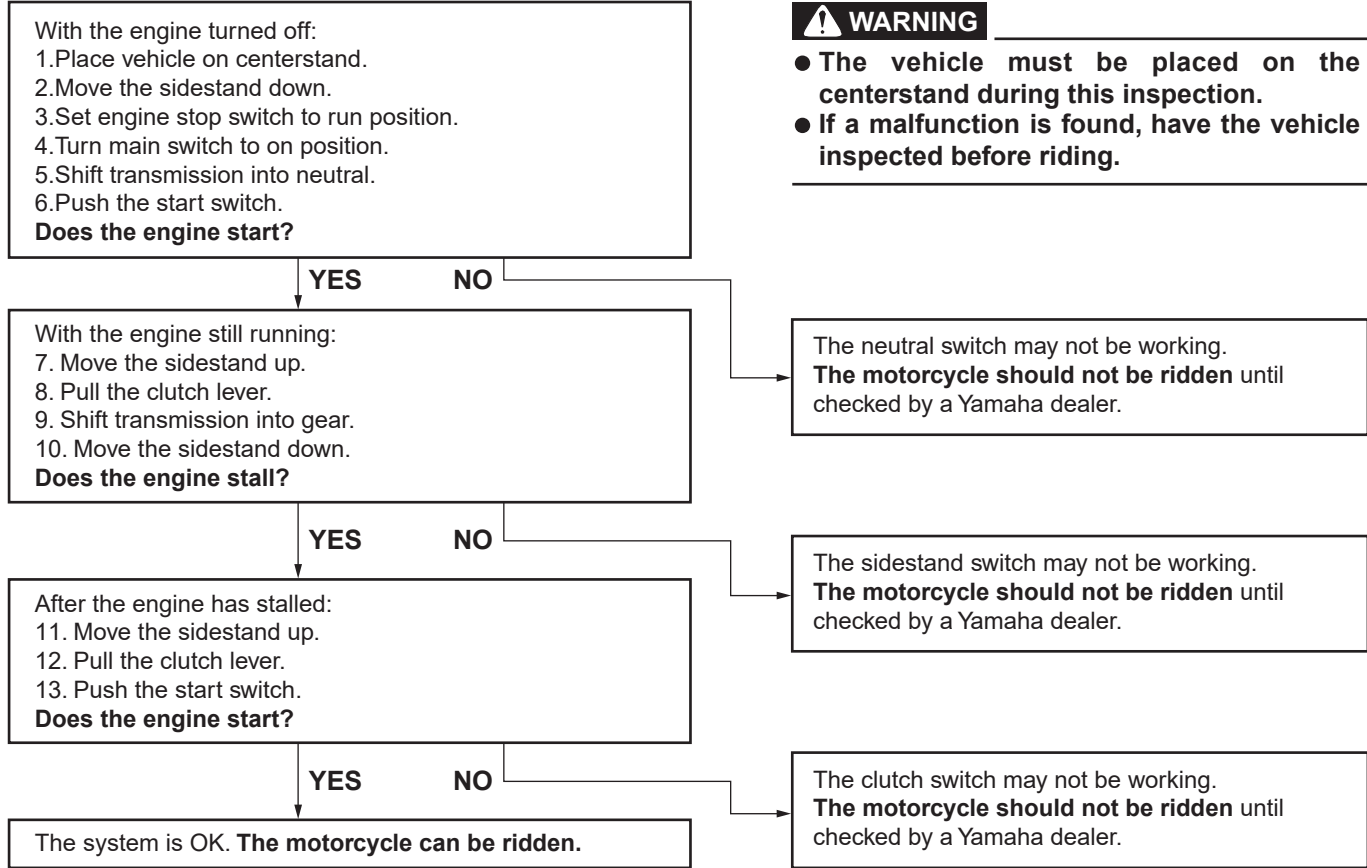 With the engine turned off:
1.Place vehicle on centerstand.
2.Move the sidestand down.
3.Set engine stop switch to run position.
4.Turn main switch to on position.
5.Shift transmission into neutral.
6.Push the start switch.
Does the engine start?
WARNING
● The vehicle must be placed on the
centerstand during this inspection.
● If a malfunction is found, have the vehicle
inspected before riding.
YES NO
With the engine still running:
7. Move the sidestand up.
8. Pull the clutch lever.
9. Shift transmission into gear.
10. Move the sidestand down.
Does the engine stall?
The neutral switch may not be working.
The motorcycle should not be ridden until
checked by a Yamaha dealer.
YES NO
After the engine has stalled:
11. Move the sidestand up.
12. Pull the clutch lever.
13. Push the start switch.
Does the engine start?
The sidestand switch may not be working.
The motorcycle should not be ridden until
checked by a Yamaha dealer.
YES NO
The system is OK. The motorcycle can be ridden.
The clutch switch may not be working.
The motorcycle should not be ridden until
checked by a Yamaha dealer.